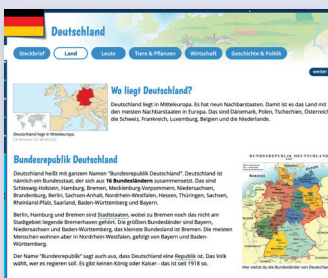 Deutschland
Steckbrief Land Leute Tiere & Pflanzen Wirtschaft Geschichte & Politik
weiter
Wo liegt Deutschland?
Deutschland liegt in Mitteleuropa. Es hat neun Nachbarstaaten. Damit ist es das Land mit
den meisten Nachbarstaaten in Europa. Das sind Dänemark, Polen, Tschechien, Österreich
die Schweiz, Frankreich, Luxemburg, Belgien und die Niederlande.
Deutschland liegt in Mitteleuropa.
Bundesrepublik Deutschland
Deutschland heißt mit ganzem Namen "Bundesrepublik Deutschland". Deutschland ist
nämlich ein Bundesstaat, der sich aus 16 Bundesländern zusammensetzt. Das sind
Schleswig-Holstein, Hamburg, Bremen, Mecklenburg-Vorpommern, Niedersachsen,
Brandenburg, Berlin, Sachsen-Anhalt, Nordrhein-Westfalen, Hessen, Thüringen, Sachsen,
Rheinland-Pfalz, Saarland, Baden-Württemberg und Bayern.
Berlin, Hamburg und Bremen sind Stadtstaaten, wobei zu Bremen noch das nicht am
Stadtgebiet liegende Bremerhaven gehört. Die größten Bundesländer sind Bayern,
Niedersachsen und Baden-Württemberg, das kleinste Bundesland ist Bremen. Die meisten
Menschen wohnen aber in Nordrhein-Westfalen, gefolgt von Bayern und Baden-
Württemberg.
Der Name "Bundesrepublik" sagt auch aus, dass Deutschland eine Republik ist. Das Volk
wählt, wer es regieren soll. Es gibt keinen König oder Kaiser - das ist seit 1918 so.
BUNDESREPUBLIK DEUTSCHLAND
Hier siehst du die Bundesländer von Deutschland